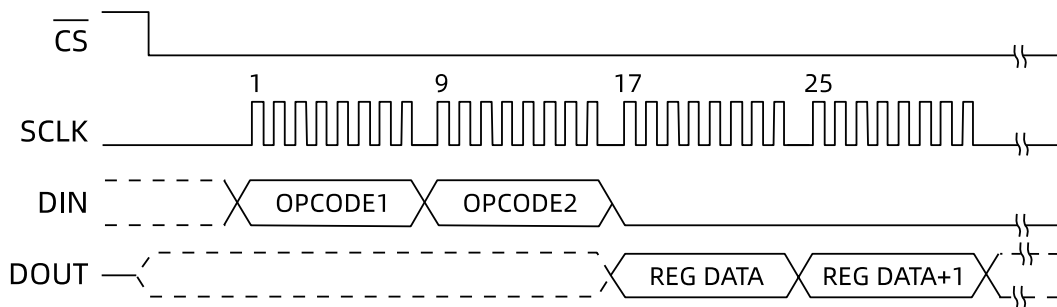 CS
1 9 17 25
SCLK
DIN OPCODE1 OPCODE2
DOUT REG DATA REG DATA+1